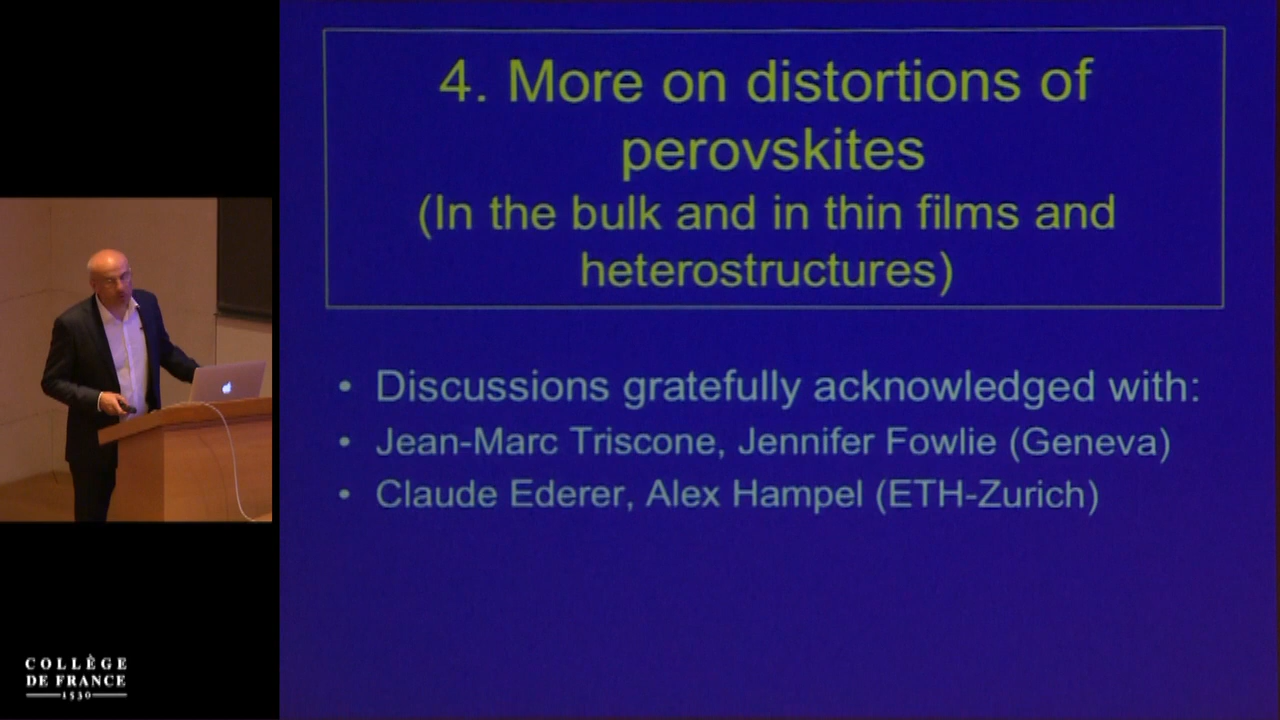 4. More on distortions of
perovskites
(In the bulk and in thin films and
heterostructures)
• Discussions gratefully acknowledged with:
• Jean-Marc Triscone, Jennifer Fowlie (Geneva)
• Claude Ederer, Alex Hampel (ETH-Zurich)
COLLÈGE
DE FRANCE
1530